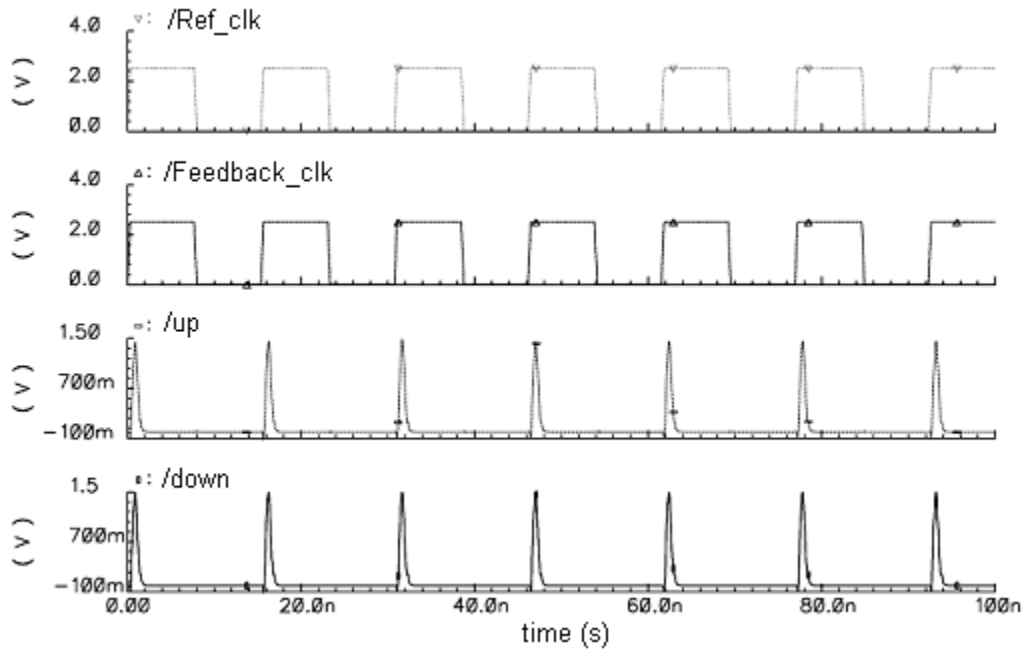 ▽: /Ref_clk
4.0
2.0
0.0
( V )
△: /Feedback_clk
4.0
2.0
0.0
( V )
▭: /up
1.50
700m
−100m
( V )
▯: /down
1.5
700m
−100m
( V )
0.00 20.0n 40.0n 60.0n 80.0n 100n
time (s)